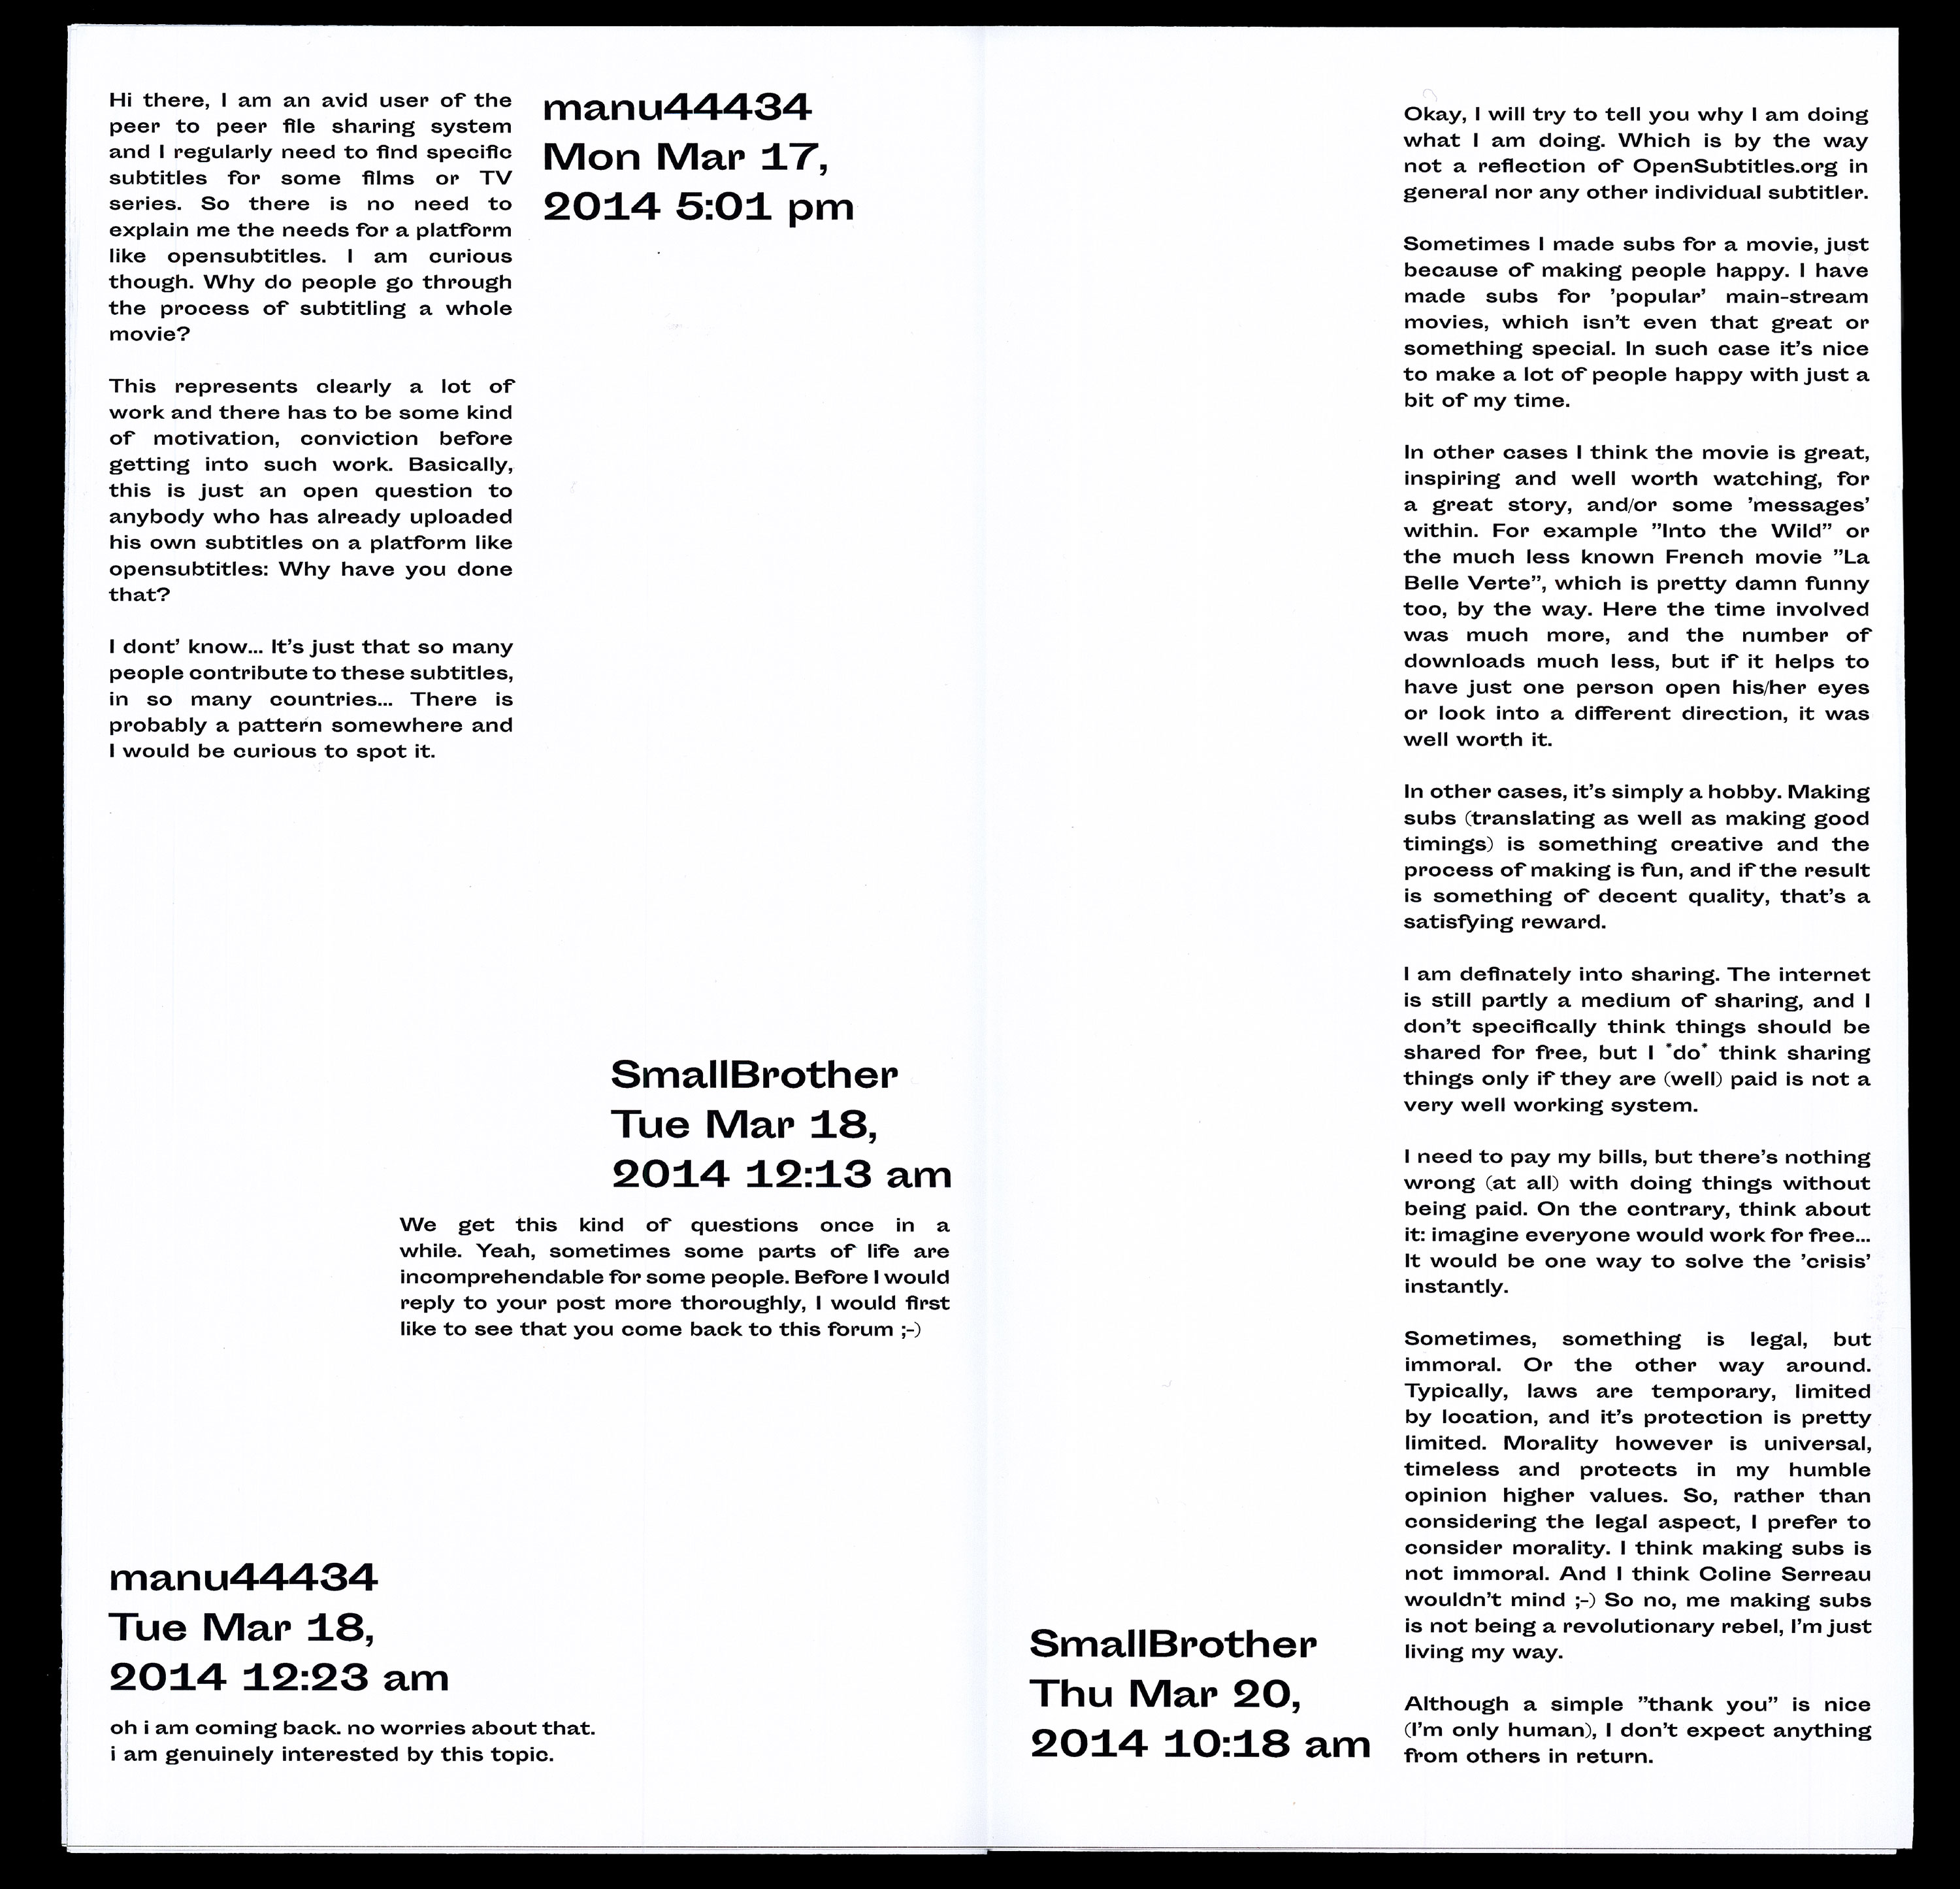 Hi there, I am an avid user of the
peer to peer file sharing system
and I regularly need to find specific
subtitles for some films or TV
series. So there is no need to
explain me the needs for a platform
like opensubtitles. I am curious
though. Why do people go through
the process of subtitling a whole
movie?
This represents clearly a lot of
work and there has to be some kind
of motivation, conviction before
getting into such work. Basically,
this is just an open question to
anybody who has already uploaded
his own subtitles on a platform like
opensubtitles: Why have you done
that?
I dont’ know... It’s just that so many
people contribute to these subtitles,
in so many countries... There is
probably a pattern somewhere and
I would be curious to spot it.
manu44434
Mon Mar 17,
2014 5:01 pm
SmallBrother
Tue Mar 18,
2014 12:13 am
We get this kind of questions once in a
while. Yeah, sometimes some parts of life are
incomprehendable for some people. Before I would
reply to your post more thoroughly, I would first
like to see that you come back to this forum ;-)
manu44434
Tue Mar 18,
2014 12:23 am
oh i am coming back. no worries about that.
i am genuinely interested by this topic.
SmallBrother
Thu Mar 20,
2014 10:18 am
Okay, I will try to tell you why I am doing
what I am doing. Which is by the way
not a reflection of OpenSubtitles.org in
general nor any other individual subtitler.
Sometimes I made subs for a movie, just
because of making people happy. I have
made subs for ’popular’ main-stream
movies, which isn’t even that great or
something special. In such case it’s nice
to make a lot of people happy with just a
bit of my time.
In other cases I think the movie is great,
inspiring and well worth watching, for
a great story, and/or some ’messages’
within. For example ”Into the Wild” or
the much less known French movie ”La
Belle Verte”, which is pretty damn funny
too, by the way. Here the time involved
was much more, and the number of
downloads much less, but if it helps to
have just one person open his/her eyes
or look into a different direction, it was
well worth it.
In other cases, it’s simply a hobby. Making
subs (translating as well as making good
timings) is something creative and the
process of making is fun, and if the result
is something of decent quality, that’s a
satisfying reward.
I am definately into sharing. The internet
is still partly a medium of sharing, and I
don’t specifically think things should be
shared for free, but I *do* think sharing
things only if they are (well) paid is not a
very well working system.
I need to pay my bills, but there’s nothing
wrong (at all) with doing things without
being paid. On the contrary, think about
it: imagine everyone would work for free...
It would be one way to solve the ’crisis’
instantly.
Sometimes, something is legal, but
immoral. Or the other way around.
Typically, laws are temporary, limited
by location, and it’s protection is pretty
limited. Morality however is universal,
timeless and protects in my humble
opinion higher values. So, rather than
considering the legal aspect, I prefer to
consider morality. I think making subs is
not immoral. And I think Coline Serreau
wouldn’t mind ;-) So no, me making subs
is not being a revolutionary rebel, I’m just
living my way.
Although a simple ”thank you” is nice
(I’m only human), I don’t expect anything
from others in return.